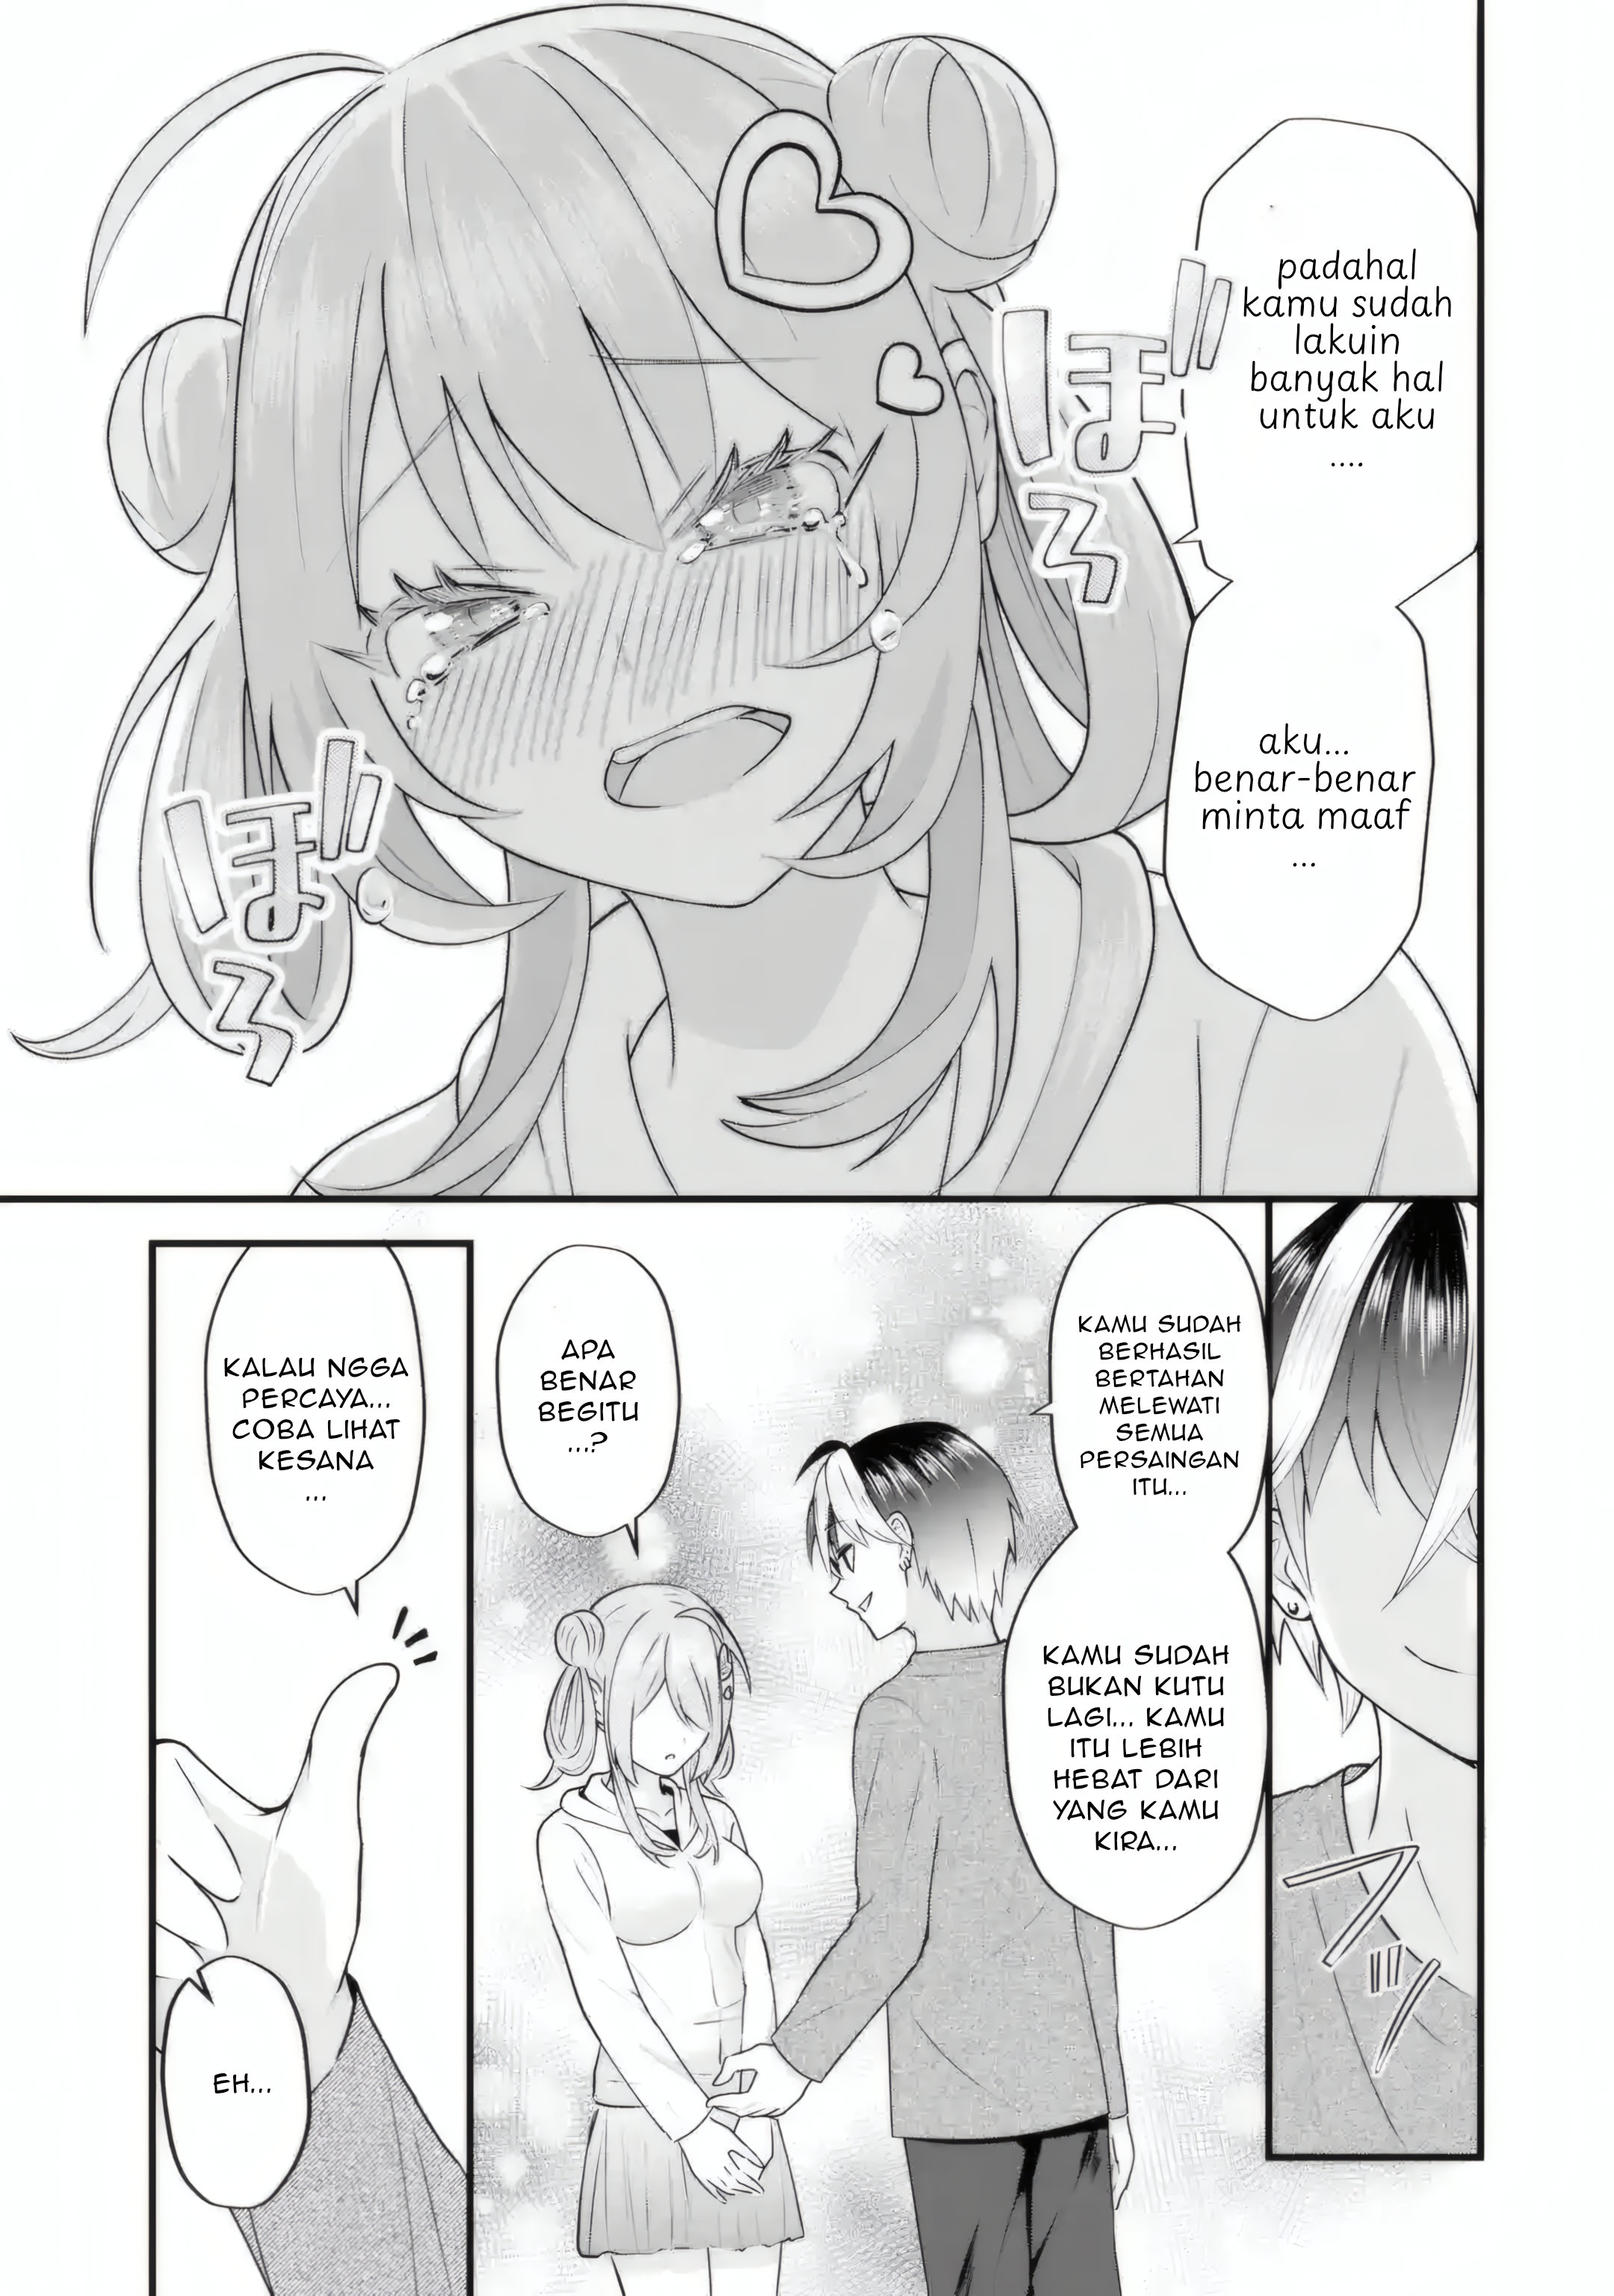 padahal
kamu sudah
lakuin
banyak hal
untuk aku
....
ぼ
ろ
aku...
benar-benar
minta maaf
...
ぼ
ろ
フ
ッ
KAMU SUDAH
BERHASIL
BERTAHAN
MELEWATI
SEMUA
PERSAINGAN
ITU...
KAMU SUDAH
BUKAN KUTU
LAGI... KAMU
ITU LEBIH
HEBAT DARI
YANG KAMU
KIRA...
APA
BENAR
BEGITU
...?
KALAU NGGA
PERCAYA...
COBA LIHAT
KESANA
...
EH...